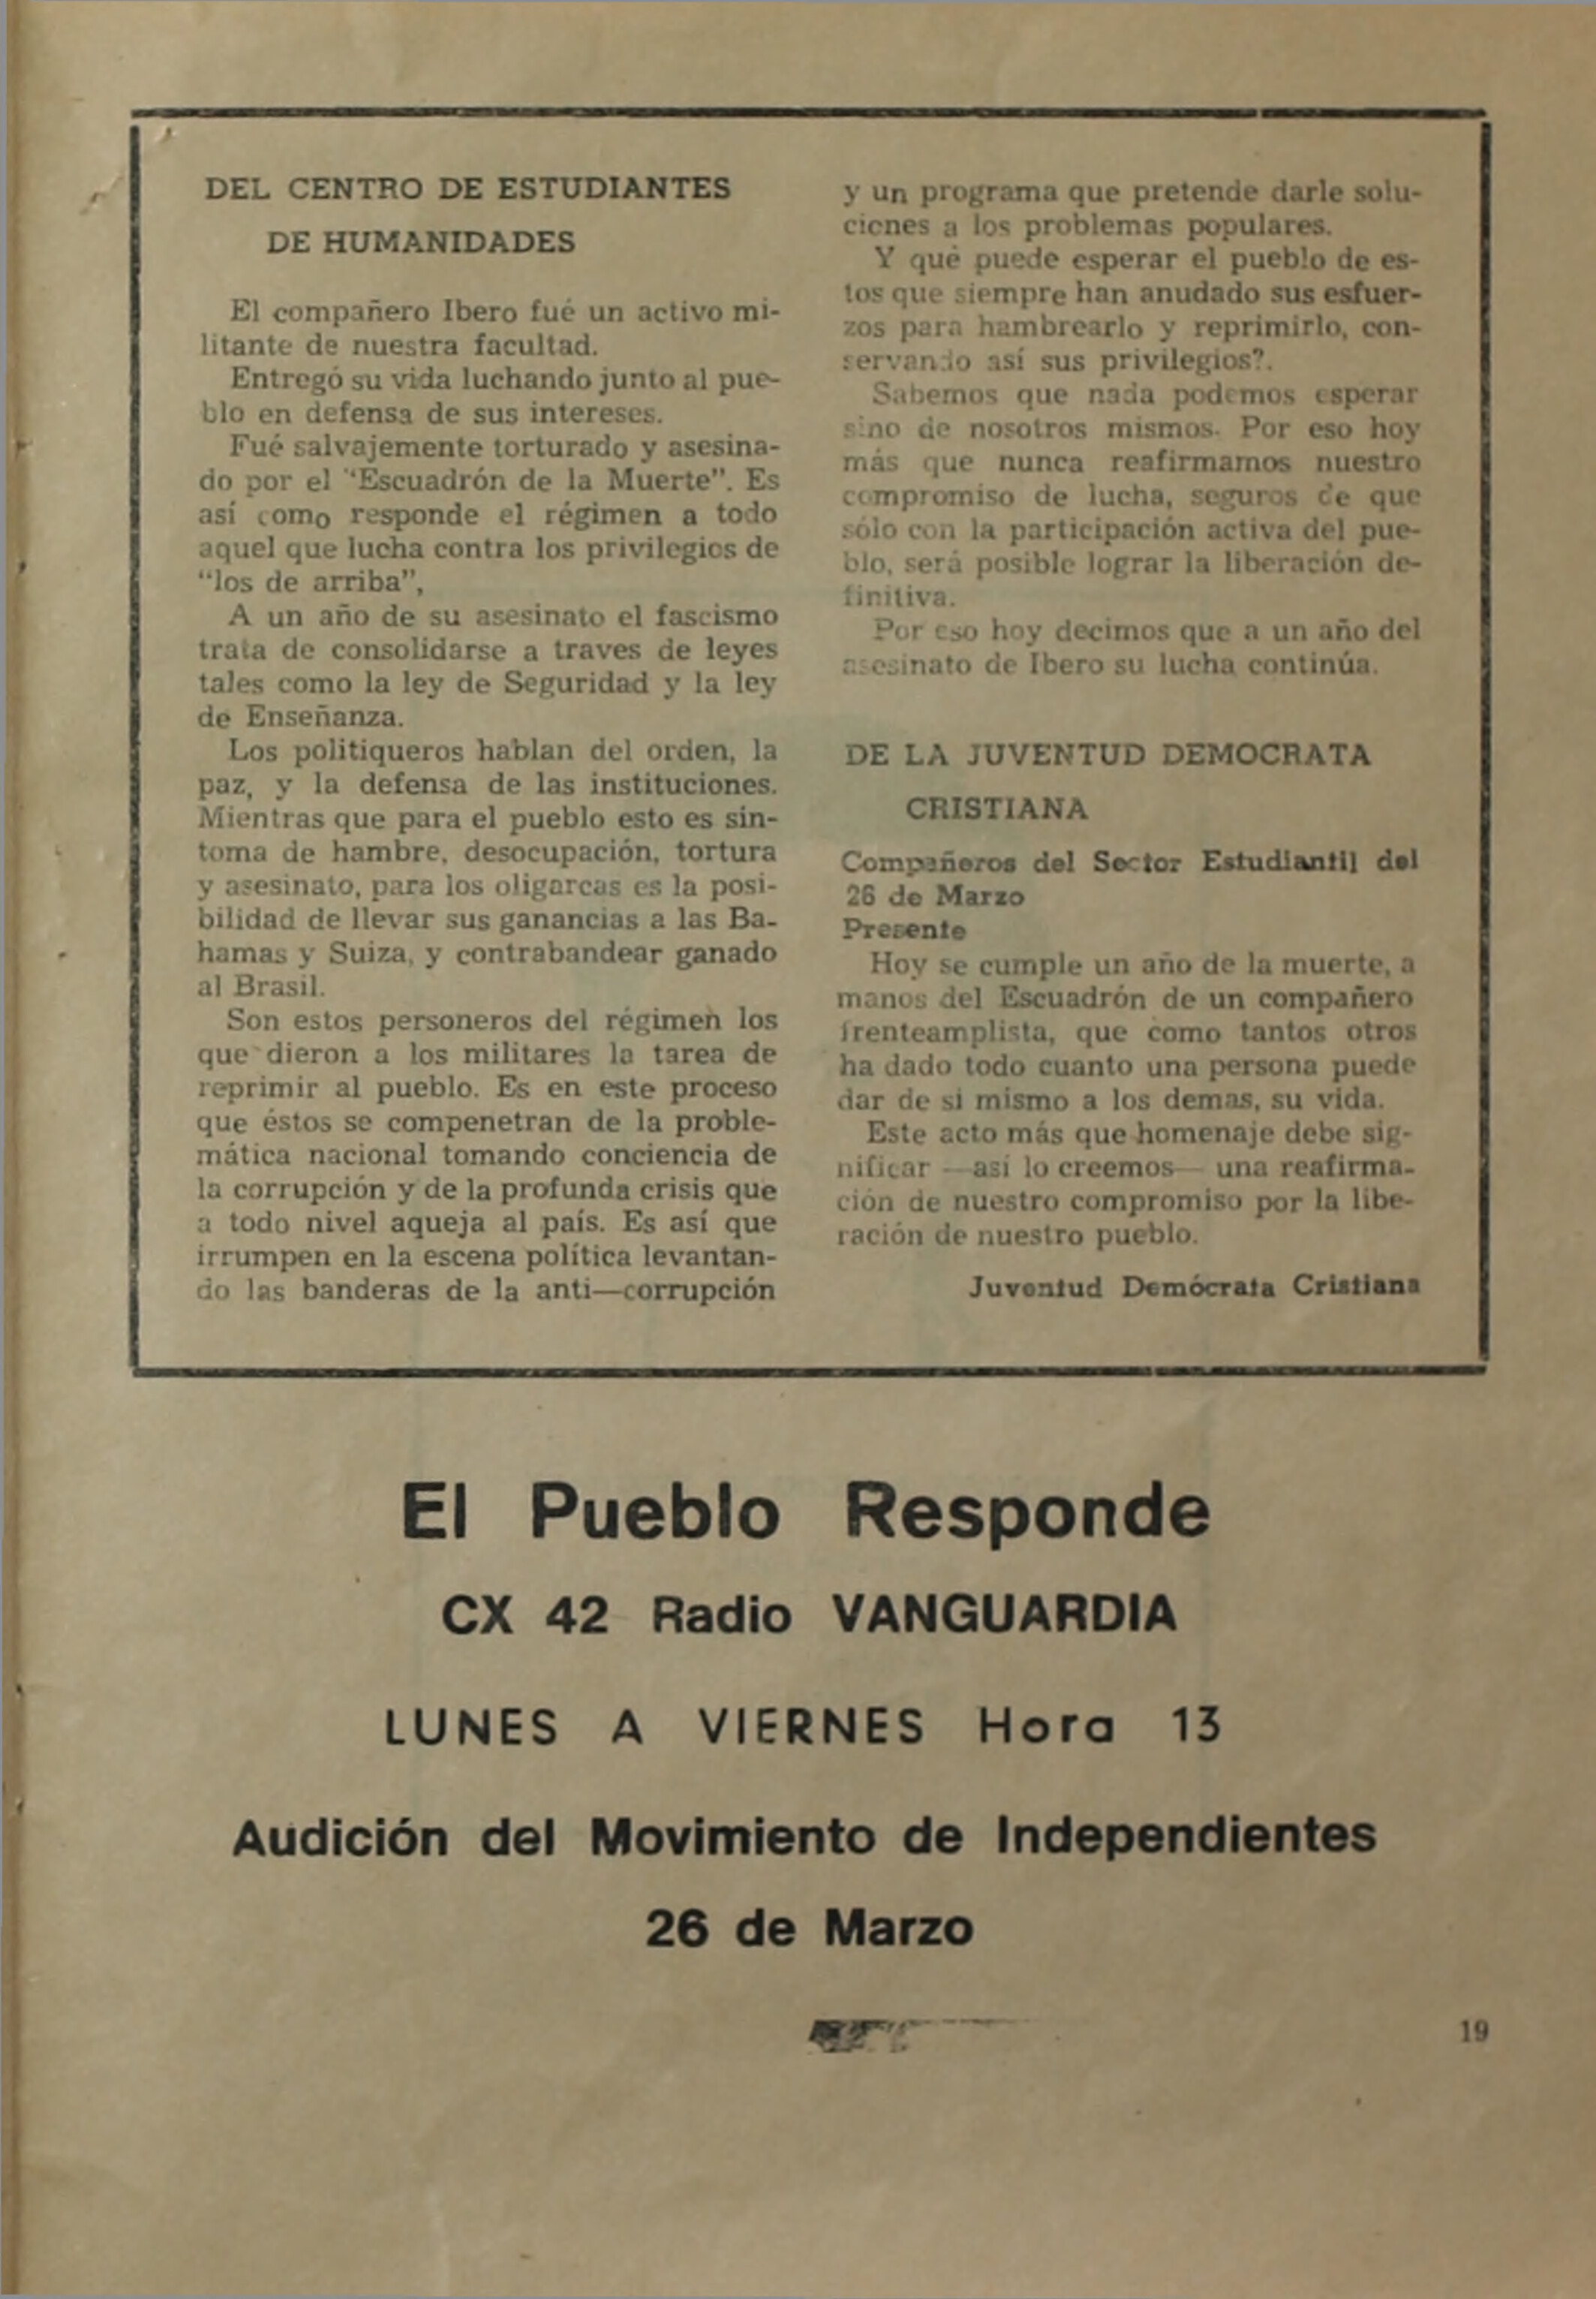 DEL CENTRO DE ESTUDIANTES
DE HUMANIDADES
El compañero Ibero fué un activo mi-
litante de nuestra facultad.
Entregó su vida luchando junto al pue-
blo en defensa de sus intereses.
Fué salvajemente torturado y asesina-
do por el "Escuadrón de la Muerte". Es
así como responde el régimen a todo
aquel que lucha contra los privilegios de
"los de arriba",
A un año de su asesinato el fascismo
trata de consolidarse a traves de leyes
tales como la ley de Seguridad y la ley
de Enseñanza.
Los politiqueros hablan del orden, la
paz, y la defensa de las instituciones.
Mientras que para el pueblo esto es sin-
toma de hambre, desocupación, tortura
y asesinato, para los oligarcas es la posi-
bilidad de llevar sus ganancias a las Ba-
hamas y Suiza, y contrabandear ganado
al Brasil.
Son estos personeros del régimen los
que dieron a los militares la tarea de
reprimir al pueblo. Es en este proceso
que éstos se compenetran de la proble-
mática nacional tomando conciencia de
la corrupción y de la profunda crisis que
a todo nivel aqueja al país. Es así que
irrumpen en la escena política levantan-
do las banderas de la anti—corrupción
y un programa que pretende darle solu-
ciones a los problemas populares.
Y qué puede esperar el pueblo de es-
tos que siempre han anudado sus esfuer-
zos para hambrearlo y reprimirlo, con-
servando así sus privilegios?.
Sabemos que nada podemos esperar
sino de nosotros mismos. Por eso hoy
más que nunca reafirmamos nuestro
compromiso de lucha, seguros de que
sólo con la participación activa del pue-
blo, será posible lograr la liberación de-
finitiva.
Por eso hoy decimos que a un año del
asesinato de Ibero su lucha continúa.
DE LA JUVENTUD DEMOCRATA
CRISTIANA
Compañeros del Sector Estudiantil del
26 de Marzo
Presente
Hoy se cumple un año de la muerte, a
manos del Escuadrón de un compañero
frenteamplista, que como tantos otros
ha dado todo cuanto una persona puede
dar de si mismo a los demas, su vida.
Este acto más que homenaje debe sig-
nificar —asi lo creemos— una reafirma-
ción de nuestro compromiso por la libe-
ración de nuestro pueblo.
Juventud Demócrata Cristiana
El Pueblo Responde
CX 42 Radio VANGUARDIA
LUNES A VIERNES Hora 13
Audición del Movimiento de Independientes
26 de Marzo
19